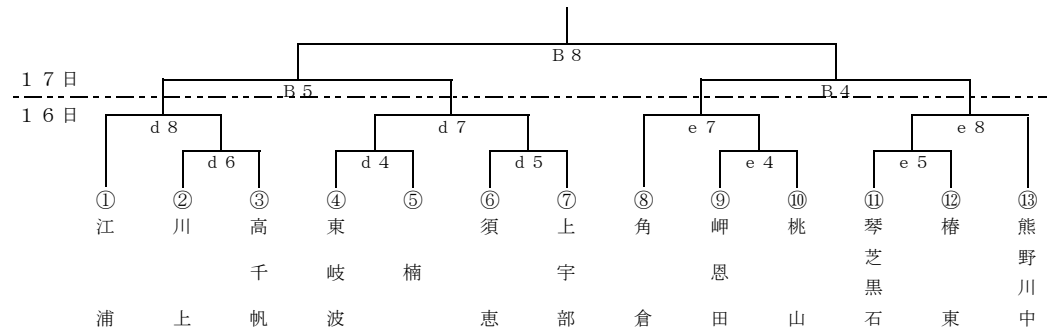 Ｂ８
１７日
Ｂ５ Ｂ４
１６日
ｄ８ ｄ７ ｅ７ ｅ８
ｄ６ ｄ４ ｄ５ ｅ４ ｅ５
① ② ③ ④ ⑤ ⑥ ⑦ ⑧ ⑨ ⑩ ⑪ ⑫ ⑬
江浦
川上
高千帆
東岐波
楠
須恵
上宇部
角倉
岬恩田
桃山
琴芝黒石
椿東
熊野川中